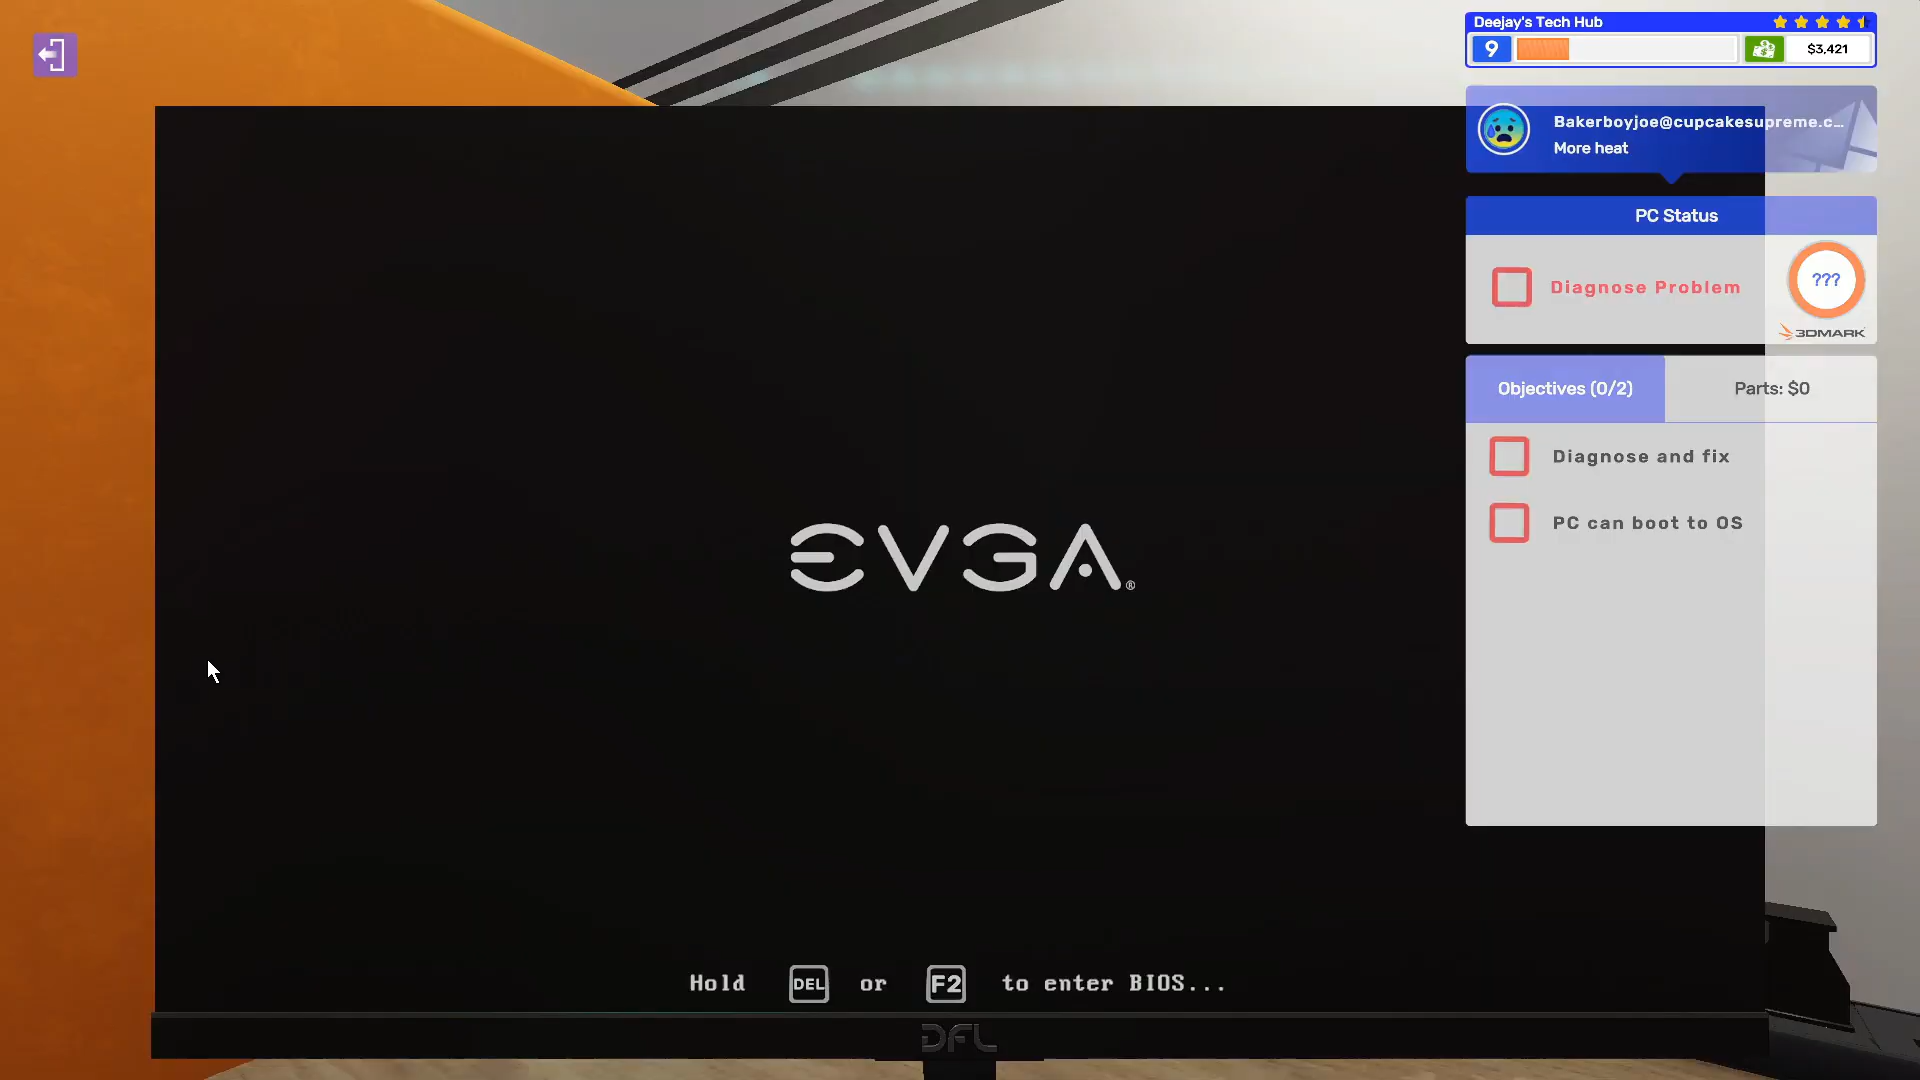 Deejay's Tech Hub
9
$3,421
Bakerboyjoe@cupcakesupreme.c...
More heat
PC Status
Diagnose Problem
???
3DMARK
Objectives (0/2)
Parts: $0
Diagnose and fix
PC can boot to OS
EVGA®
Hold DEL or F2 to enter BIOS...
DFL